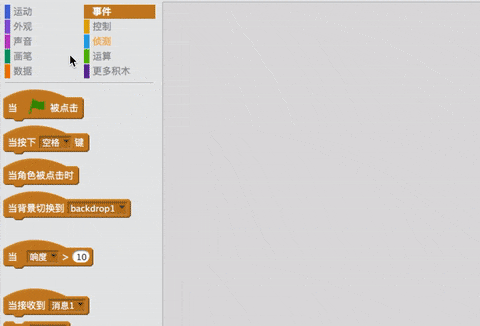 运动 事件
外观 控制
声音 侦测
画笔 运算
数据 更多积木
当 被点击
当按下 空格 键
当角色被点击时
当背景切换到 backdrop1
当 响度 > 10
当接收到 消息1